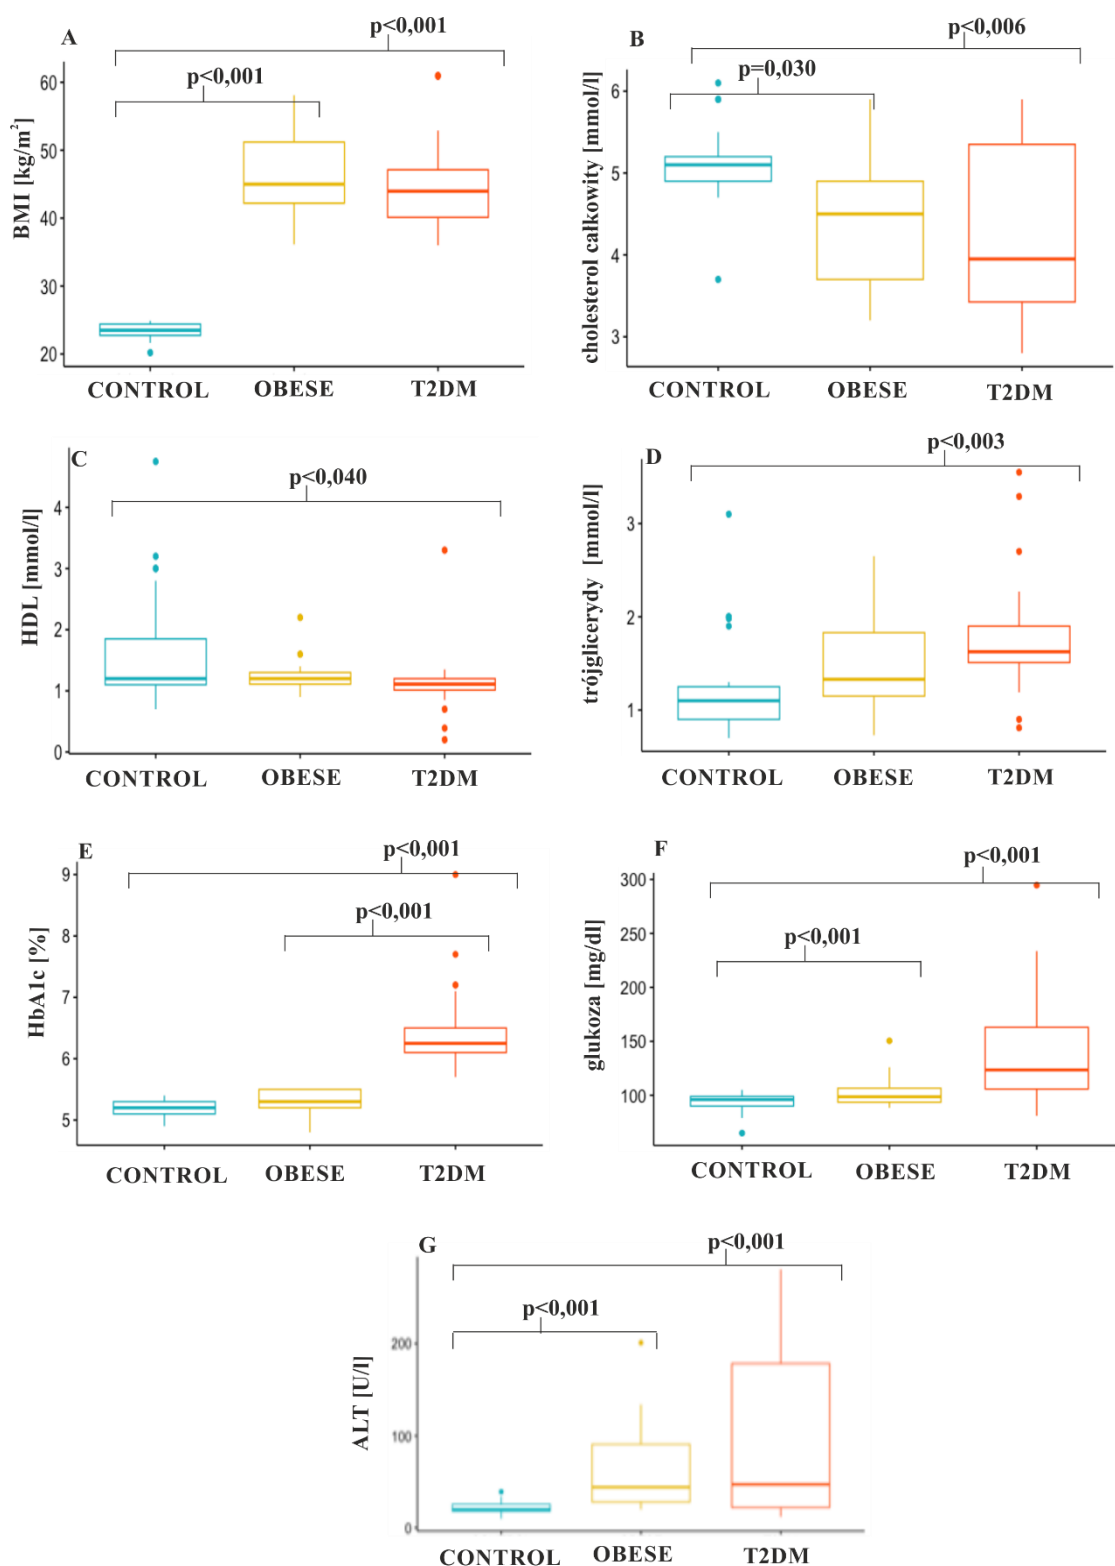 A
p<0,001
p<0,001
BMI [kg/m²]
60
50
40
30
20
CONTROL OBESE T2DM
B
p<0,006
p=0,030
cholesterol całkowity [mmol/l]
6
5
4
3
CONTROL OBESE T2DM
C
p<0,040
HDL [mmol/l]
4
3
2
1
0
CONTROL OBESE T2DM
D
p<0,003
trójglicerydy [mmol/l]
3
2
1
CONTROL OBESE T2DM
E
p<0,001
p<0,001
HbA1c [%]
9
8
7
6
5
CONTROL OBESE T2DM
F
p<0,001
p<0,001
glukoza [mg/dl]
300
250
200
150
100
CONTROL OBESE T2DM
G
p<0,001
p<0,001
ALT [U/l]
200
100
0
CONTROL OBESE T2DM